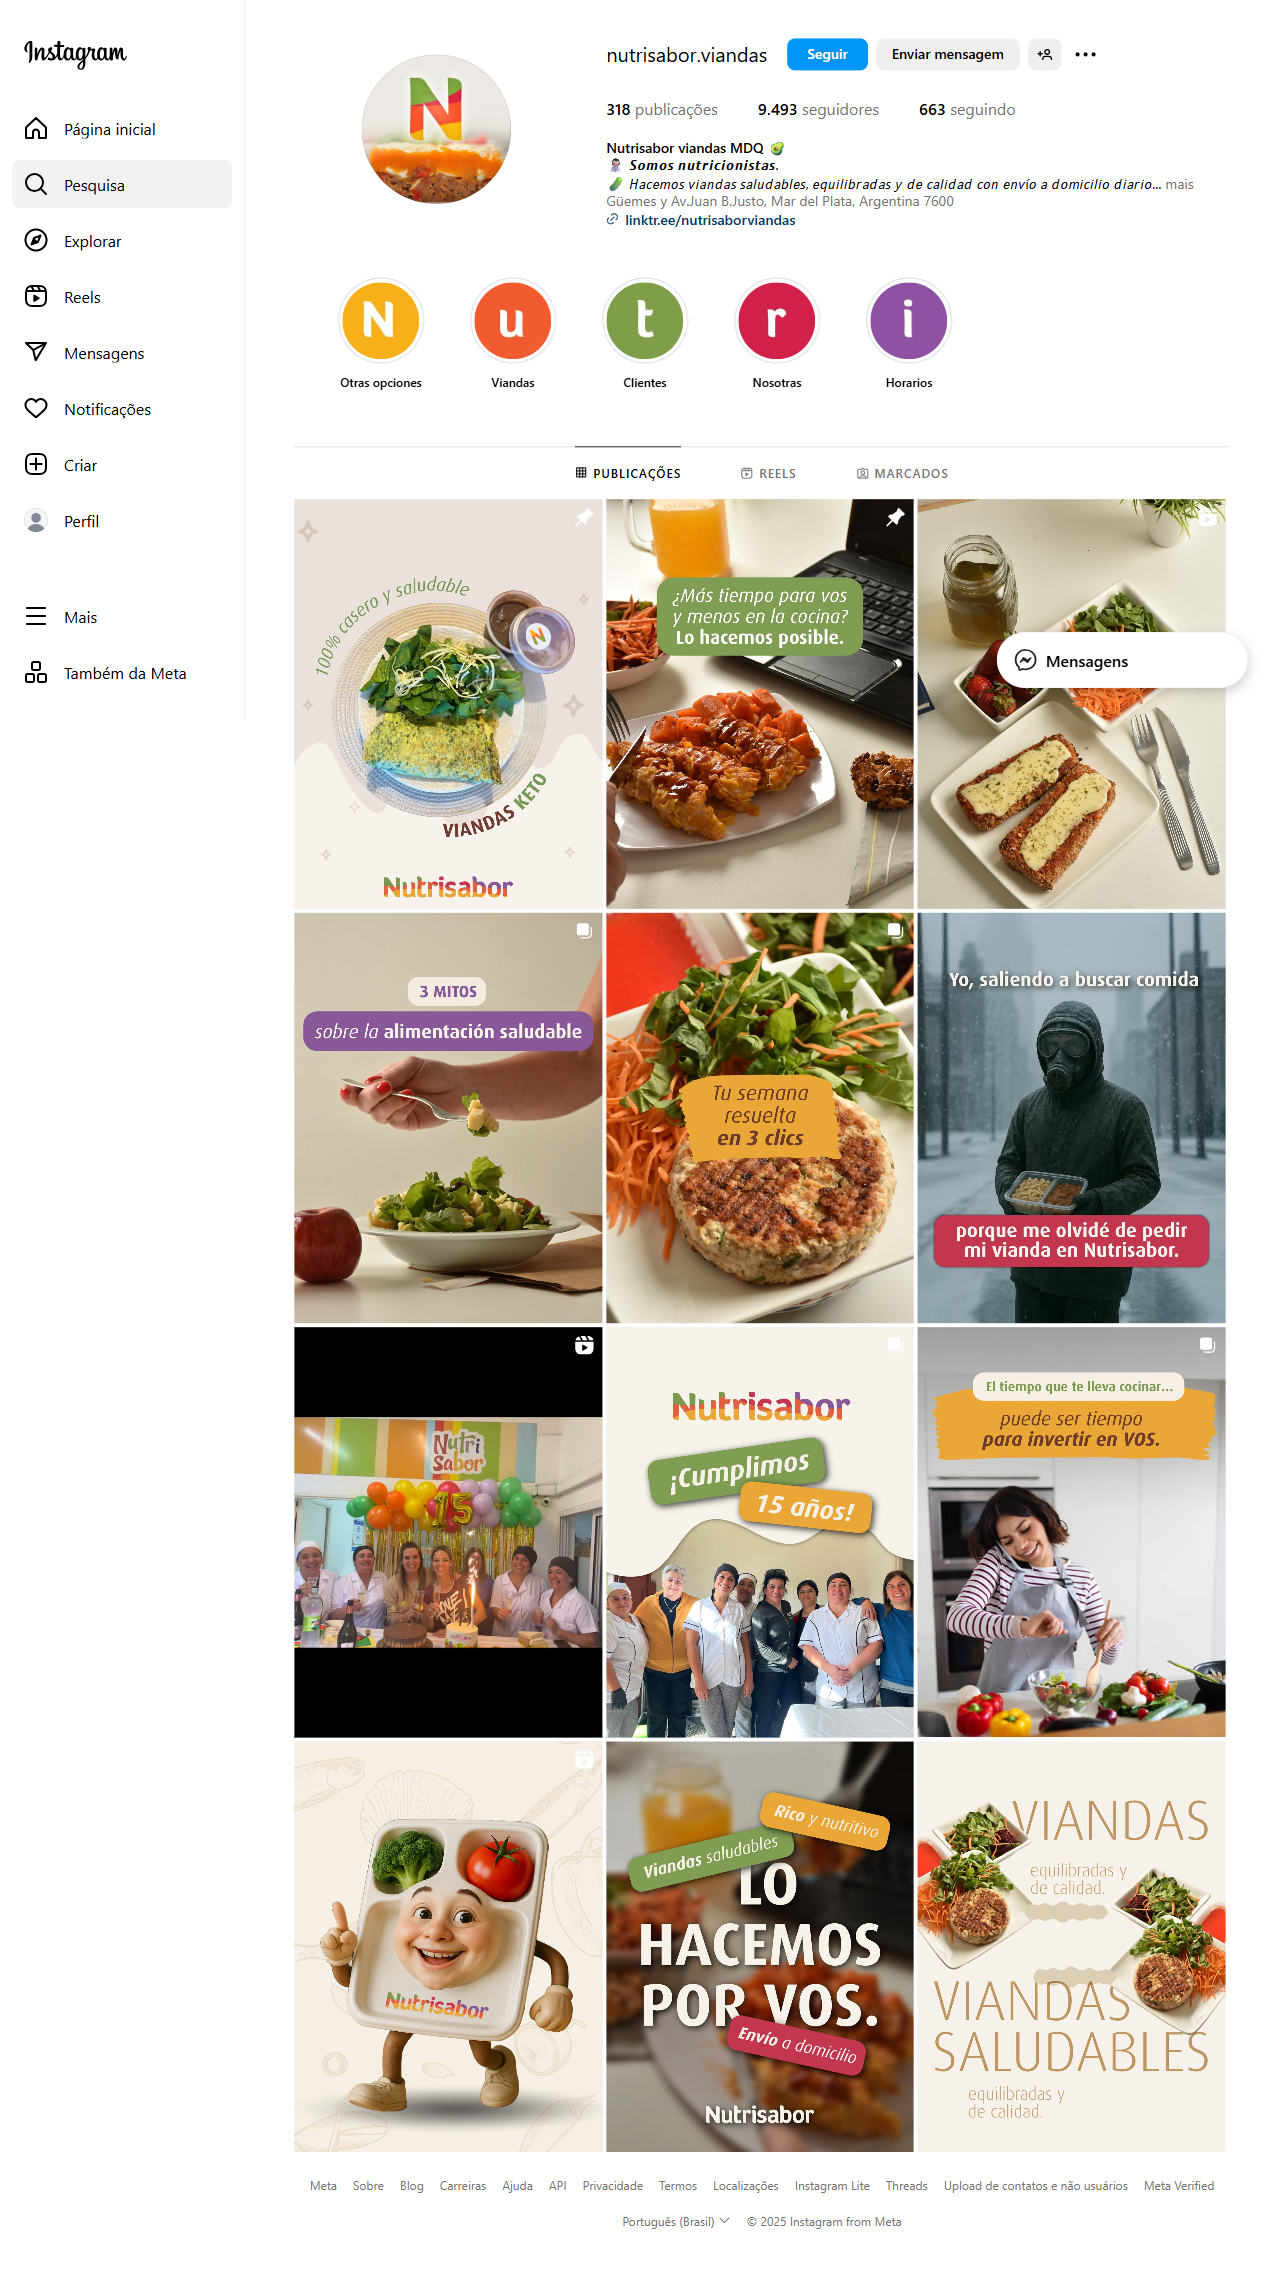 Instagram
Página inicial
Pesquisa
Explorar
Reels
Mensagens
Notificações
Criar
Perfil
Mais
Também da Meta
N
nutrisabor.viandas
Seguir
Enviar mensagem
318 publicações
9.493 seguidores
663 seguindo
Nutrisabor viandas MDQ
Somos nutricionistas.
Hacemos viandas saludables, equilibradas y de calidad con envío a domicilio diario... mais
Güemes y Av.Juan B.Justo, Mar del Plata, Argentina 7600
linktr.ee/nutrisaborviandas
N
u
t
r
i
Otras opciones
Viandas
Clientes
Nosotras
Horarios
PUBLICAÇÕES
REELS
MARCADOS
100% casero y saludable
N
VIANDAS KETO
Nutrisabor
¿Más tiempo para vos
y menos en la cocina?
Lo hacemos posible.
Mensagens
3 MITOS
sobre la alimentación saludable
Tu semana
resuelta
en 3 clics
Yo, saliendo a buscar comida
porque me olvidé de pedir
mi vianda en Nutrisabor.
Nutri
Sabor
15
Nutrisabor
¡Cumplimos
15 años!
El tiempo que te lleva cocinar...
puede ser tiempo
para invertir en VOS.
Nutrisabor
Rico y nutritivo
Viandas saludables
LO
HACEMOS
POR VOS.
Envío a domicilio
Nutrisabor
VIANDAS
equilibradas y
de calidad.
VIANDAS
SALUDABLES
equilibradas y
de calidad.
Meta
Sobre
Blog
Carreiras
Ajuda
API
Privacidade
Termos
Localizações
Instagram Lite
Threads
Upload de contatos e não usuários
Meta Verified
Português (Brasil)
© 2025 Instagram from Meta